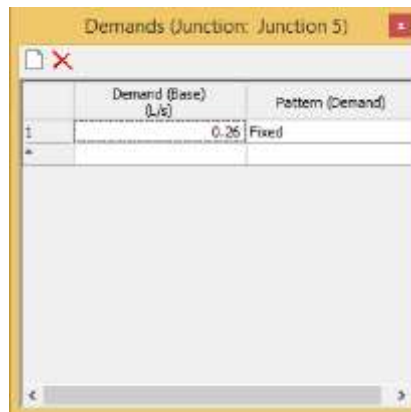 Demands (Junction: Junction 5)
x
Demand (Base)
(L/s)
Pattern (Demand)
1
0.26
Fixed
*